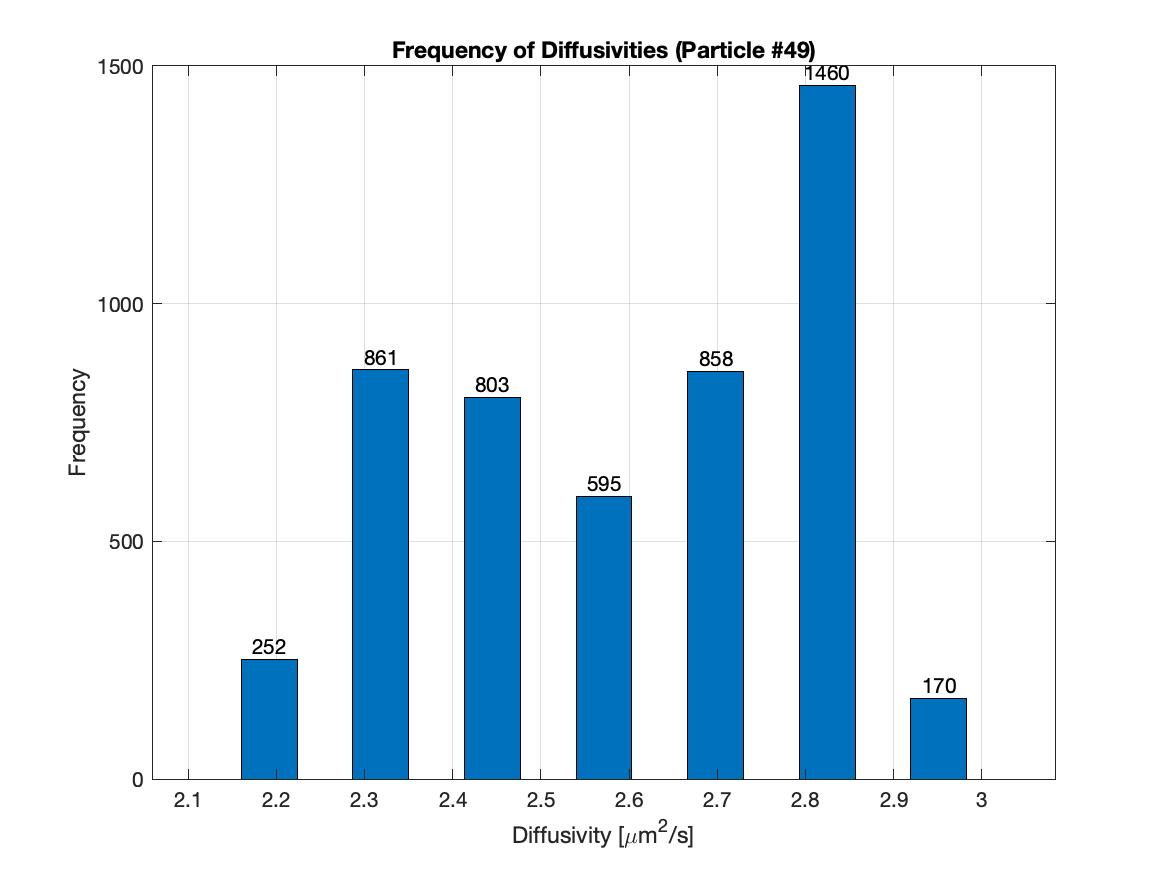 Frequency of Diffusivities (Particle #49)
1500
1460
1000
861
858
803
595
500
252
170
0
2.1 2.2 2.3 2.4 2.5 2.6 2.7 2.8 2.9 3
Frequency
Diffusivity [μm²/s]